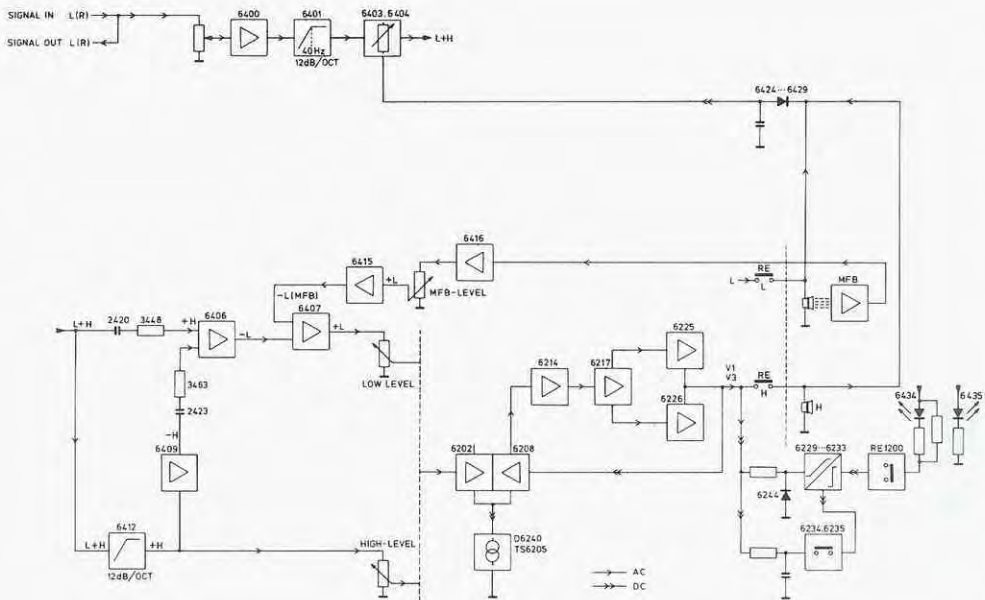 SIGNAL IN L(R)
SIGNAL OUT L(R)
6400
6401
40Hz
12dB/OCT
6403,6404
L+H
6424···6429
6416
6415
+L
MFB-LEVEL
-L(MFB)
RE
L
L
MFB
L+H
2420
3448
+H
6406
-L
6407
+L
LOW LEVEL
3463
2423
-H
6409
6412
L+H
+H
12dB/OCT
HIGH-LEVEL
6214
6217
6225
6226
V1
V3
RE
H
H
6202
6208
D6240
TS6205
6229···6233
6244
RE1200
6434
6435
6234,6235
AC
DC